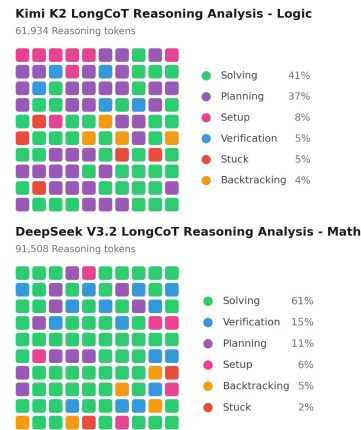 Kimi K2 LongCoT Reasoning Analysis - Logic
61,934 Reasoning tokens
Solving 41%
Planning 37%
Setup 8%
Verification 5%
Stuck 5%
Backtracking 4%
DeepSeek V3.2 LongCoT Reasoning Analysis - Math
91,508 Reasoning tokens
Solving 61%
Verification 15%
Planning 11%
Setup 6%
Backtracking 5%
Stuck 2%